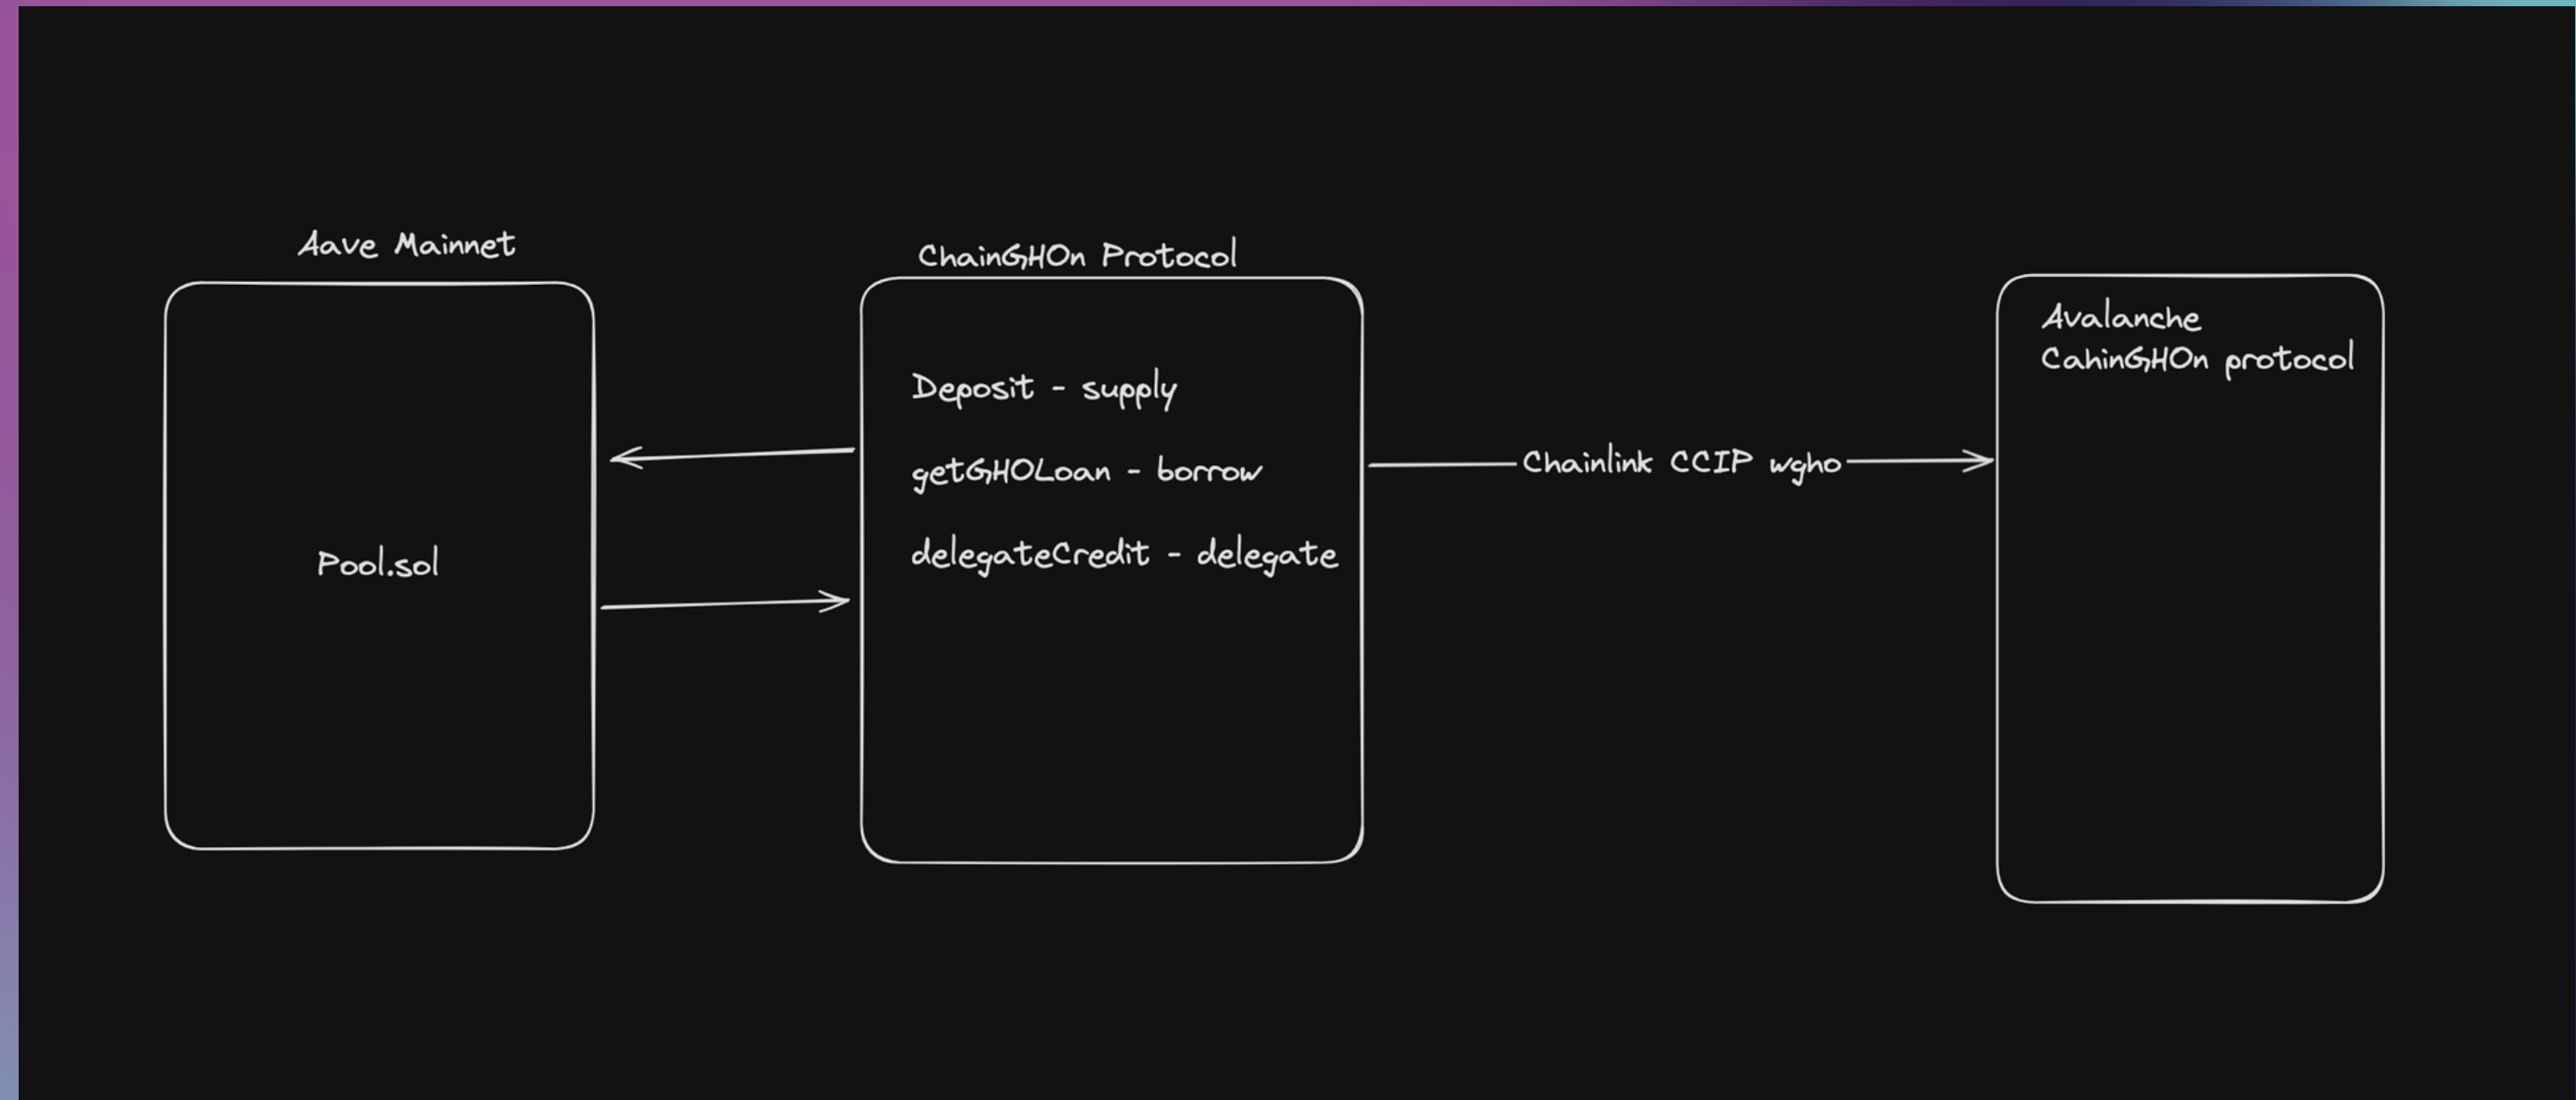 Aave Mainnet
Pool.sol
ChainGHOn Protocol
Deposit - supply
getGHOLoan - borrow
delegateCredit - delegate
Chainlink CCIP wgho
Avalanche
CahinGHOn protocol